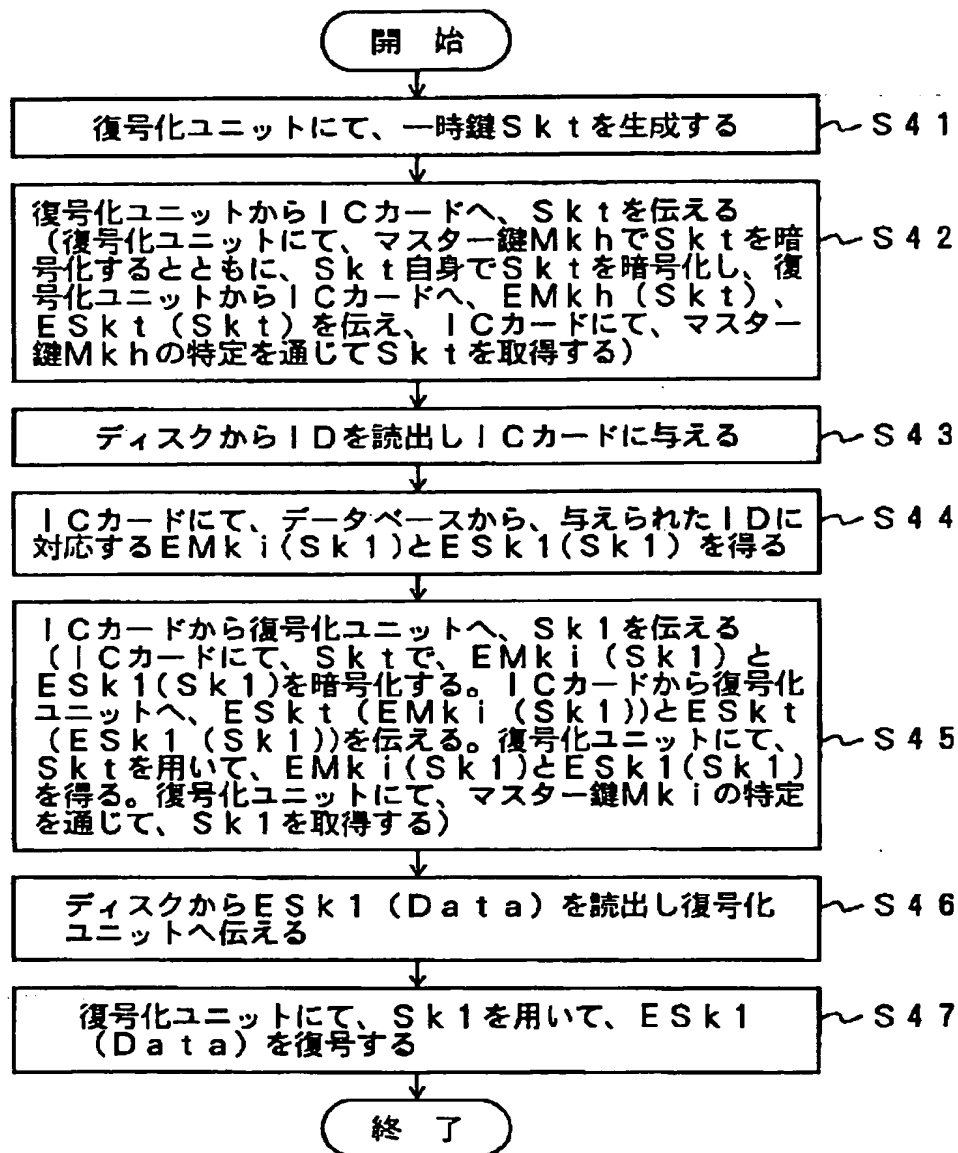 開 始
復号化ユニットにて、一時鍵Sktを生成する
~S41
復号化ユニットからICカードへ、Sktを伝える
(復号化ユニットにて、マスター鍵MkhでSktを暗
号化するとともに、Skt自身でSktを暗号化し、復
号化ユニットからICカードへ、EMkh(Skt)、
ESkt(Skt)を伝え、ICカードにて、マスター
鍵Mkhの特定を通じてSktを取得する)
~S42
ディスクからIDを読出しICカードに与える
~S43
ICカードにて、データベースから、与えられたIDに
対応するEMki(Sk1)とESk1(Sk1)を得る
~S44
ICカードから復号化ユニットへ、Sk1を伝える
(ICカードにて、Sktで、EMki(Sk1)と
ESk1(Sk1)を暗号化する。ICカードから復号化
ユニットへ、ESkt(EMki(Sk1))とESkt
(ESk1(Sk1))を伝える。復号化ユニットにて、
Sktを用いて、EMki(Sk1)とESk1(Sk1)
を得る。復号化ユニットにて、マスター鍵Mkiの特定
を通じて、Sk1を取得する)
~S45
ディスクからESk1(Data)を読出し復号化
ユニットへ伝える
~S46
復号化ユニットにて、Sk1を用いて、ESk1
(Data)を復号する
~S47
終 了